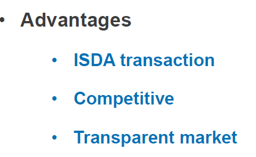 • Advantages
• ISDA transaction
• Competitive
• Transparent market